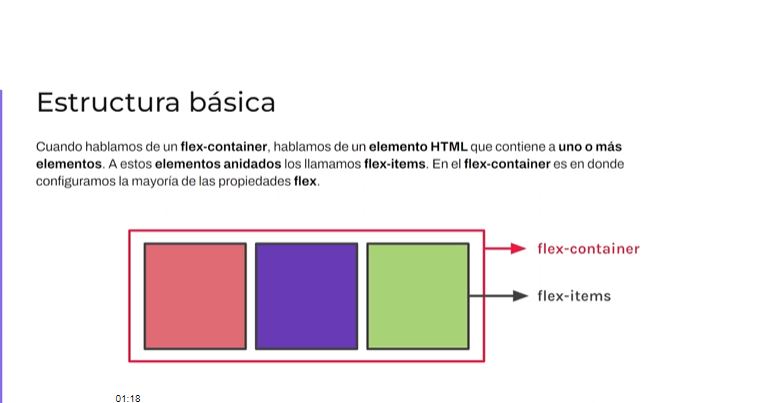 Estructura básica
Cuando hablamos de un flex-container, hablamos de un elemento HTML que contiene a uno o más
elementos. A estos elementos anidados los llamamos flex-items. En el flex-container es en donde
configuramos la mayoría de las propiedades flex.
flex-container
flex-items
01:18